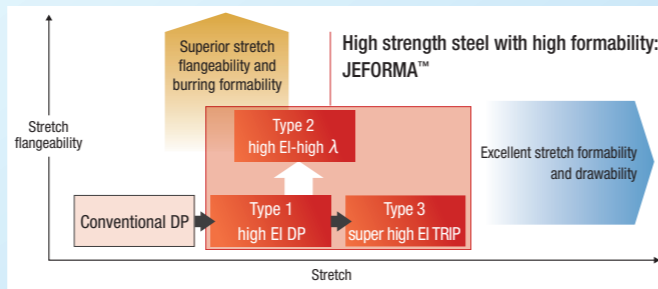 Superior stretch
flangeability and
burring formability
High strength steel with high formability:
JEFORMA™
Stretch
flangeability
Type 2
high El-high λ
Excellent stretch formability
and drawability
Conventional DP
Type 1
high El DP
Type 3
super high El TRIP
Stretch